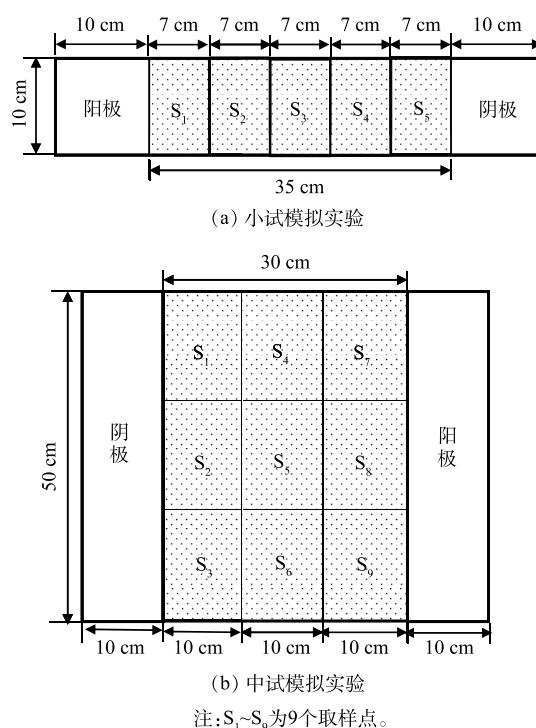 10 cm 7 cm 7 cm 7 cm 7 cm 7 cm 10 cm
10 cm
阳极 S₁ S₂ S₃ S₄ S₅ 阴极
35 cm
(a) 小试模拟实验
30 cm
50 cm
阴极
阳极
S₁ S₄ S₇
S₂ S₅ S₈
S₃ S₆ S₉
10 cm 10 cm 10 cm 10 cm 10 cm
(b) 中试模拟实验
注:S₁~S₉为9个取样点。